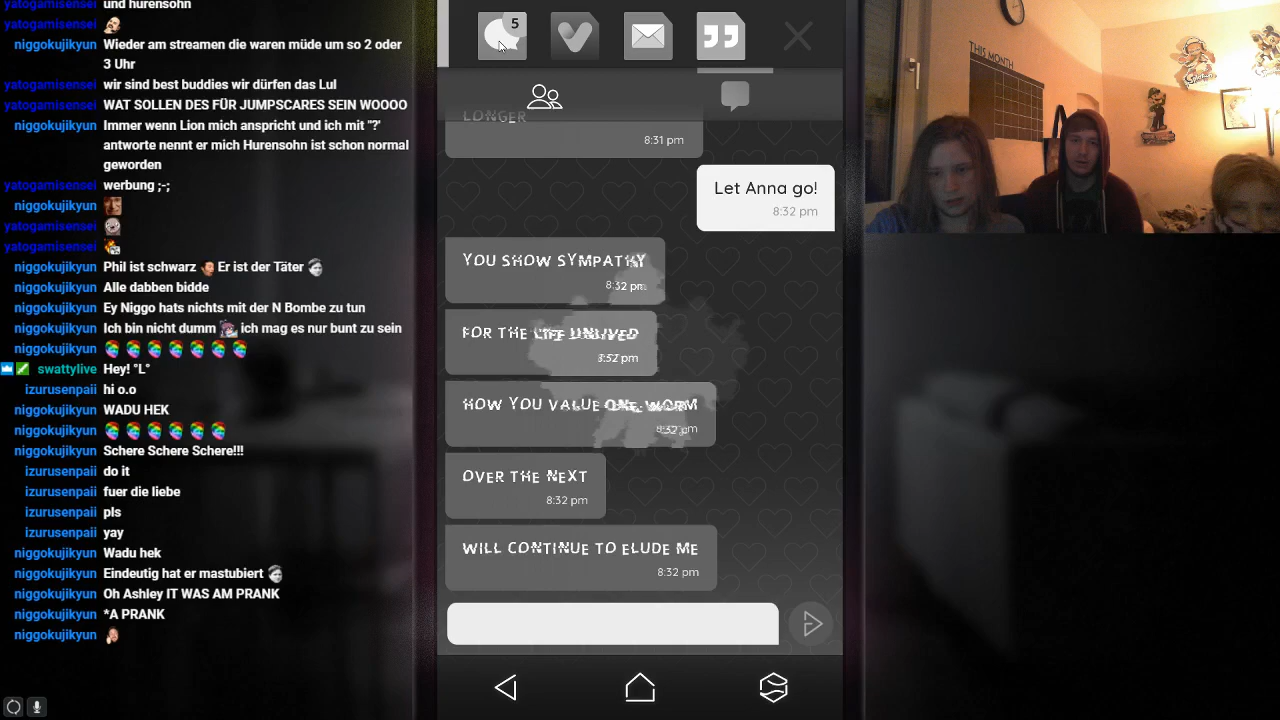 yatogamisensei und hurensohn
yatogamisensei
niggokujikyun Wieder am streamen die waren müde um so 2 oder
3 Uhr
yatogamisensei wir sind best buddies wir dürfen das Lul
yatogamisensei WAT SOLLEN DES FÜR JUMPSCARES SEIN WOOOO
niggokujikyun Immer wenn Lion mich anspricht und ich mit "?'
antworte nennt er mich Hurensohn ist schon normal
geworden
yatogamisensei werbung ;-;
niggokujikyun
yatogamisensei
yatogamisensei
niggokujikyun Phil ist schwarz Er ist der Täter
niggokujikyun Alle dabben bidde
niggokujikyun Ey Niggo hats nichts mit der N Bombe zu tun
niggokujikyun Ich bin nicht dumm ich mag es nur bunt zu sein
niggokujikyun
swattylive Hey! °L°
izurusenpaii hi o.o
niggokujikyun WADU HEK
niggokujikyun
niggokujikyun Schere Schere Schere!!!
izurusenpaii do it
izurusenpaii fuer die liebe
izurusenpaii pls
izurusenpaii yay
niggokujikyun Wadu hek
niggokujikyun Eindeutig hat er mastubiert
niggokujikyun Oh Ashley IT WAS AM PRANK
niggokujikyun *A PRANK
niggokujikyun
5
LONGER
8:31 pm
Let Anna go!
8:32 pm
YOU SHOW SYMPATHY
8:32 pm
FOR THE LIFE UNLIVED
8:32 pm
HOW YOU VALUE ONE WORM
8:32 pm
OVER THE NEXT
8:32 pm
WILL CONTINUE TO ELUDE ME
8:32 pm
THIS MONTH